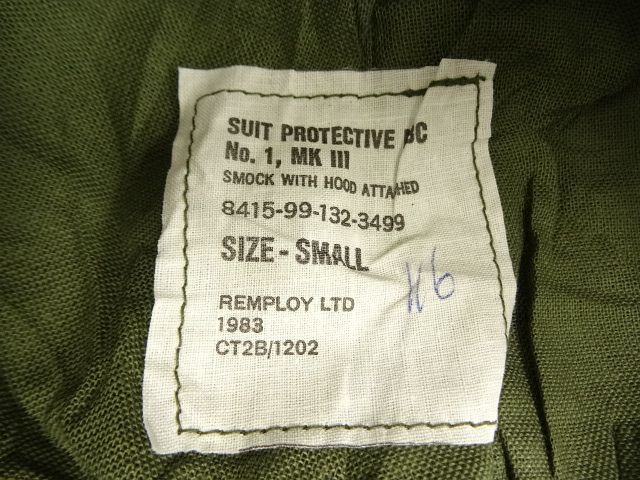 SUIT PROTECTIVE
No. 1, MK III
SMOCK WITH HOOD ATTACHED
8415-99-132-3499
SIZE - SMALL
REMPLOY LTD
1983
CT2B/1202